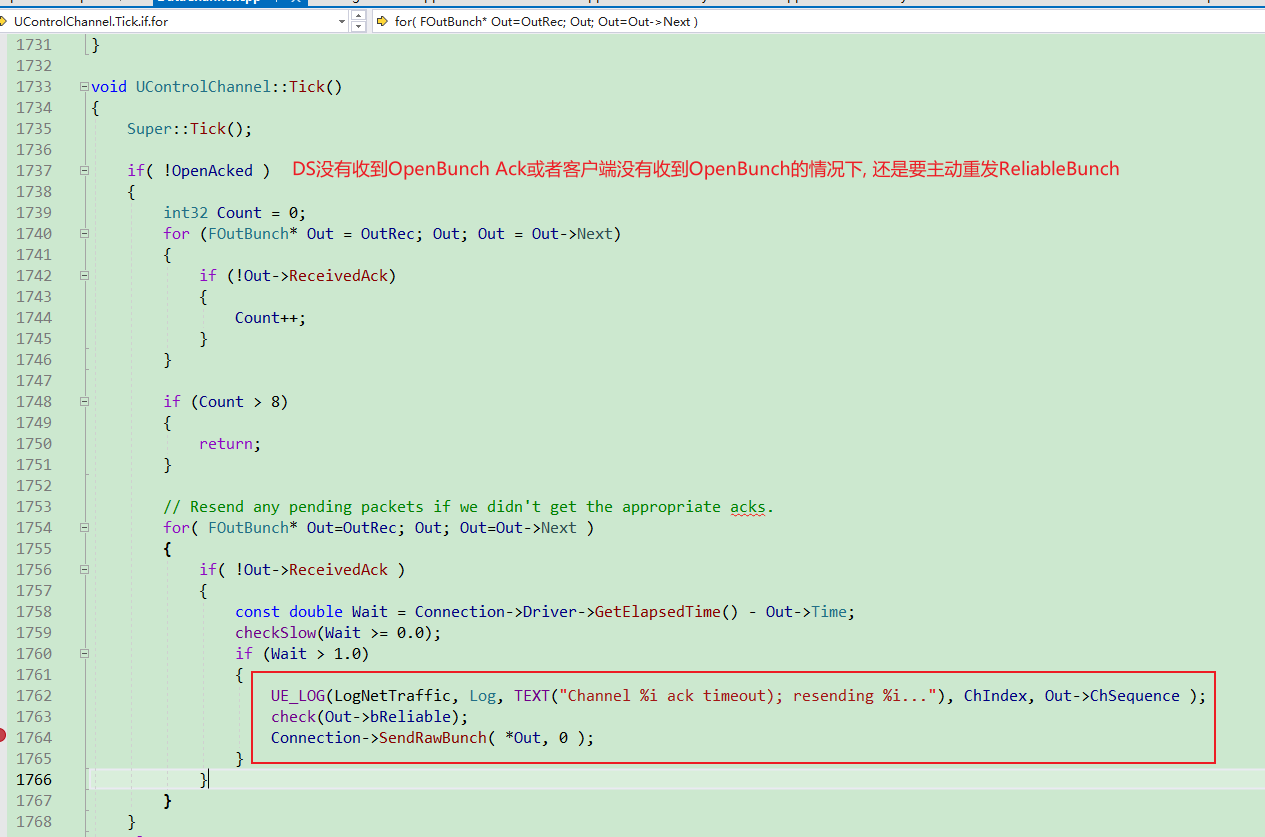 UControlChannel.Tick.if.for
for( FOutBunch* Out=OutRec; Out; Out=Out->Next )
1731 }
1732
1733 void UControlChannel::Tick()
1734 {
1735 Super::Tick();
1736
1737 if( !OpenAcked ) DS没有收到OpenBunch Ack或者客户端没有收到OpenBunch的情况下, 还是要主动重发ReliableBunch
1738 {
1739 int32 Count = 0;
1740 for (FOutBunch* Out = OutRec; Out; Out = Out->Next)
1741 {
1742 if (!Out->ReceivedAck)
1743 {
1744 Count++;
1745 }
1746 }
1747
1748 if (Count > 8)
1749 {
1750 return;
1751 }
1752
1753 // Resend any pending packets if we didn't get the appropriate acks.
1754 for( FOutBunch* Out=OutRec; Out; Out=Out->Next )
1755 {
1756 if( !Out->ReceivedAck )
1757 {
1758 const double Wait = Connection->Driver->GetElapsedTime() - Out->Time;
1759 checkSlow(Wait >= 0.0);
1760 if (Wait > 1.0)
1761 {
1762 UE_LOG(LogNetTraffic, Log, TEXT("Channel %i ack timeout); resending %i..."), ChIndex, Out->ChSequence );
1763 check(Out->bReliable);
1764 Connection->SendRawBunch( *Out, 0 );
1765 }
1766 }
1767 }
1768 }